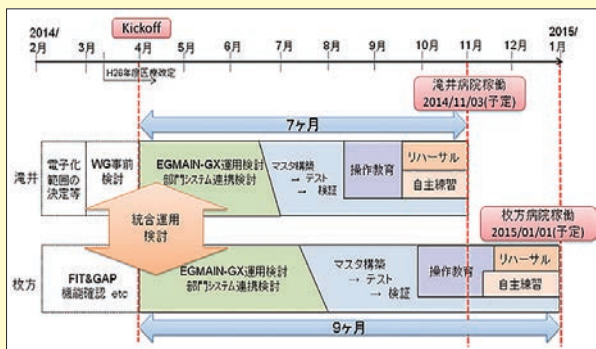 Kickoff
2014/
2015/
2月 3月 4月 5月 6月 7月 8月 9月 10月 11月 12月 1月
H26年度医療改定
滝井病院稼働
2014/11/03(予定)
7ヶ月
滝井
電子化
範囲の
決定等
WG事前
検討
EGMAIN-GX運用検討
部門システム連携検討
マスタ構築
→ テスト
→ 検証
操作教育
リハーサル
自主練習
統合運用
検討
枚方病院稼働
2015/01/01(予定)
枚方
FIT&GAP
機能確認 etc
EGMAIN-GX運用検討
部門システム連携検討
マスタ構築
→ テスト
→ 検証
操作教育
リハーサル
自主練習
9ヶ月